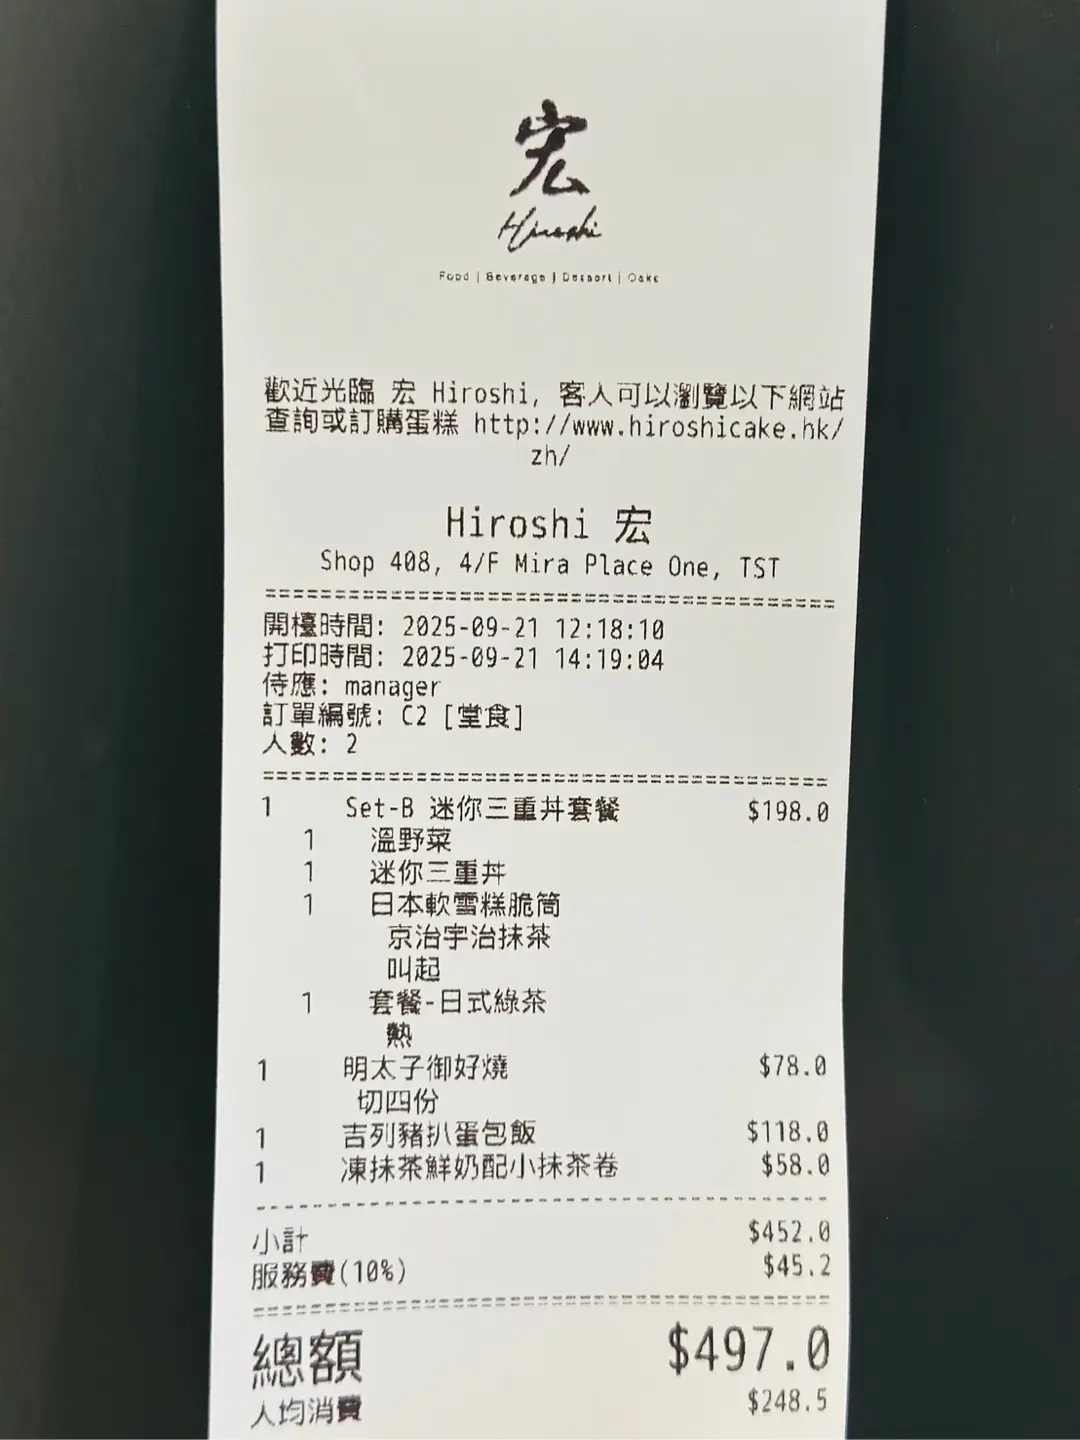 宏
Hiroshi
Food | Beverage | Dessert | Cake
歡近光臨 宏 Hiroshi, 客人可以瀏覽以下網站
查詢或訂購蛋糕 http://www.hiroshicake.hk/
zh/
Hiroshi 宏
Shop 408, 4/F Mira Place One, TST
開檯時間: 2025-09-21 12:18:10
打印時間: 2025-09-21 14:19:04
侍應: manager
訂單編號: C2 [堂食]
人數: 2
1 Set-B 迷你三重丼套餐 $198.0
1 溫野菜
1 迷你三重丼
1 日本軟雪糕脆筒
京治宇治抹茶
叫起
1 套餐-日式綠茶
熱
1 明太子御好燒 $78.0
切四份
1 吉列豬扒蛋包飯 $118.0
1 凍抹茶鮮奶配小抹茶卷 $58.0
小計 $452.0
服務費(10%) $45.2
總額 $497.0
人均消費 $248.5